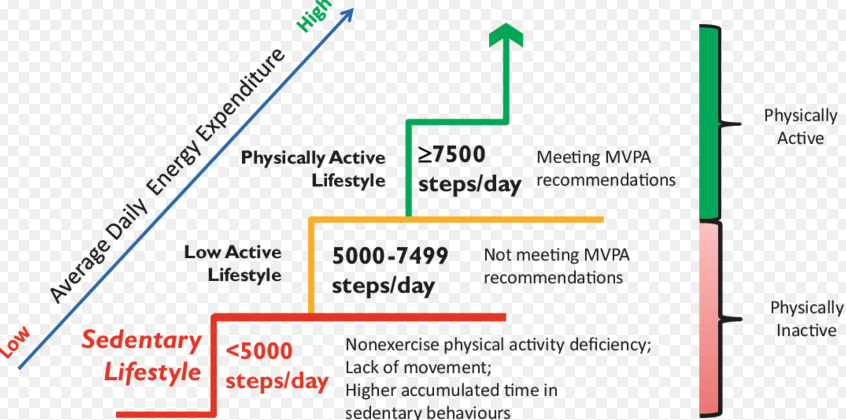 High
Average Daily Energy Expenditure
Low
Physically Active
Lifestyle
≥7500
steps/day
Meeting MVPA
recommendations
Low Active
Lifestyle
5000-7499
steps/day
Not meeting MVPA
recommendations
Sedentary
Lifestyle
<5000
steps/day
Nonexercise physical activity deficiency;
Lack of movement;
Higher accumulated time in
sedentary behaviours
Physically
Active
Physically
Inactive